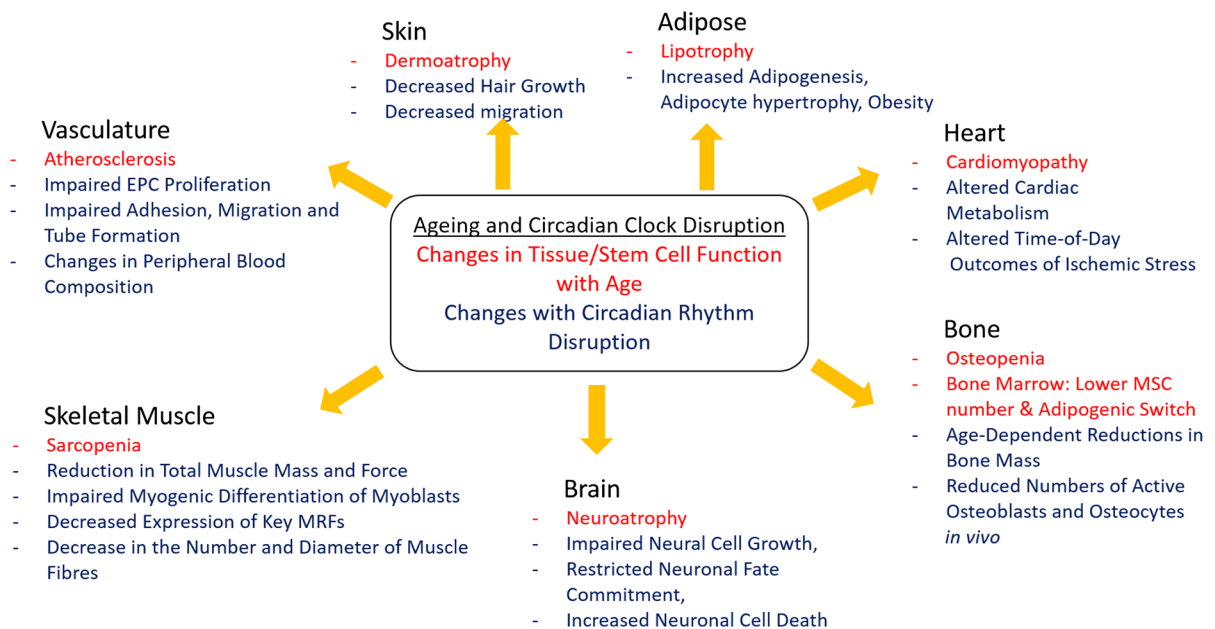 Skin
- Dermoatrophy
- Decreased Hair Growth
- Decreased migration
Adipose
- Lipotrophy
- Increased Adipogenesis,
Adipocyte hypertrophy, Obesity
Vasculature
- Atherosclerosis
- Impaired EPC Proliferation
- Impaired Adhesion, Migration and
Tube Formation
- Changes in Peripheral Blood
Composition
Heart
- Cardiomyopathy
- Altered Cardiac
Metabolism
- Altered Time-of-Day
Outcomes of Ischemic Stress
Ageing and Circadian Clock Disruption
Changes in Tissue/Stem Cell Function
with Age
Changes with Circadian Rhythm
Disruption
Skeletal Muscle
- Sarcopenia
- Reduction in Total Muscle Mass and Force
- Impaired Myogenic Differentiation of Myoblasts
- Decreased Expression of Key MRFs
- Decrease in the Number and Diameter of Muscle
Fibres
Brain
- Neuroatrophy
- Impaired Neural Cell Growth,
- Restricted Neuronal Fate
Commitment,
- Increased Neuronal Cell Death
Bone
- Osteopenia
- Bone Marrow: Lower MSC
number & Adipogenic Switch
- Age-Dependent Reductions in
Bone Mass
- Reduced Numbers of Active
Osteoblasts and Osteocytes
in vivo